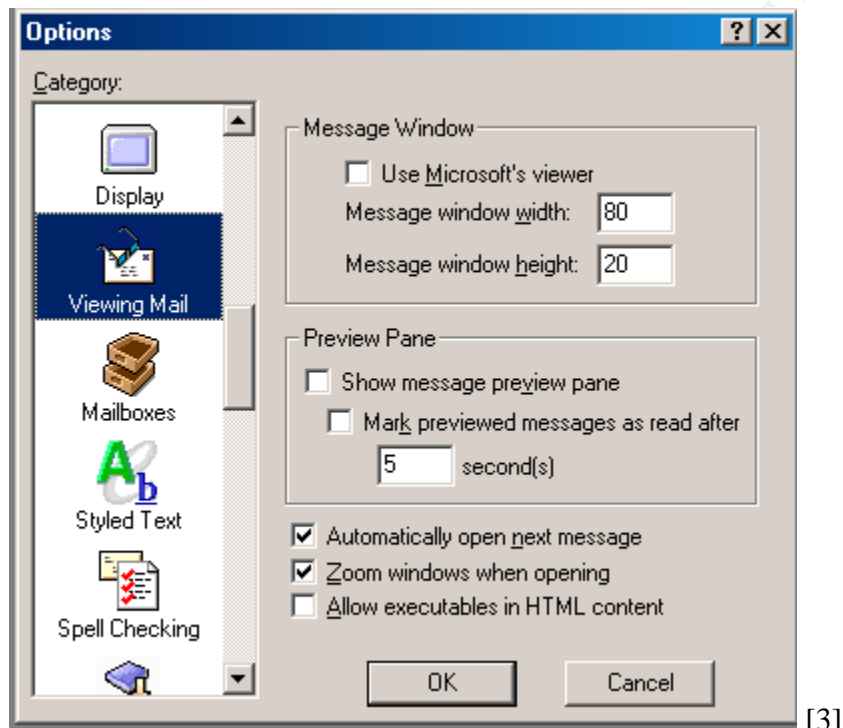 Options
Category:
Display
Viewing Mail
Mailboxes
Styled Text
Spell Checking
Message Window
Use Microsoft's viewer
Message window width: 80
Message window height: 20
Preview Pane
Show message preview pane
Mark previewed messages as read after
5 second(s)
Automatically open next message
Zoom windows when opening
Allow executables in HTML content
OK Cancel
[3]